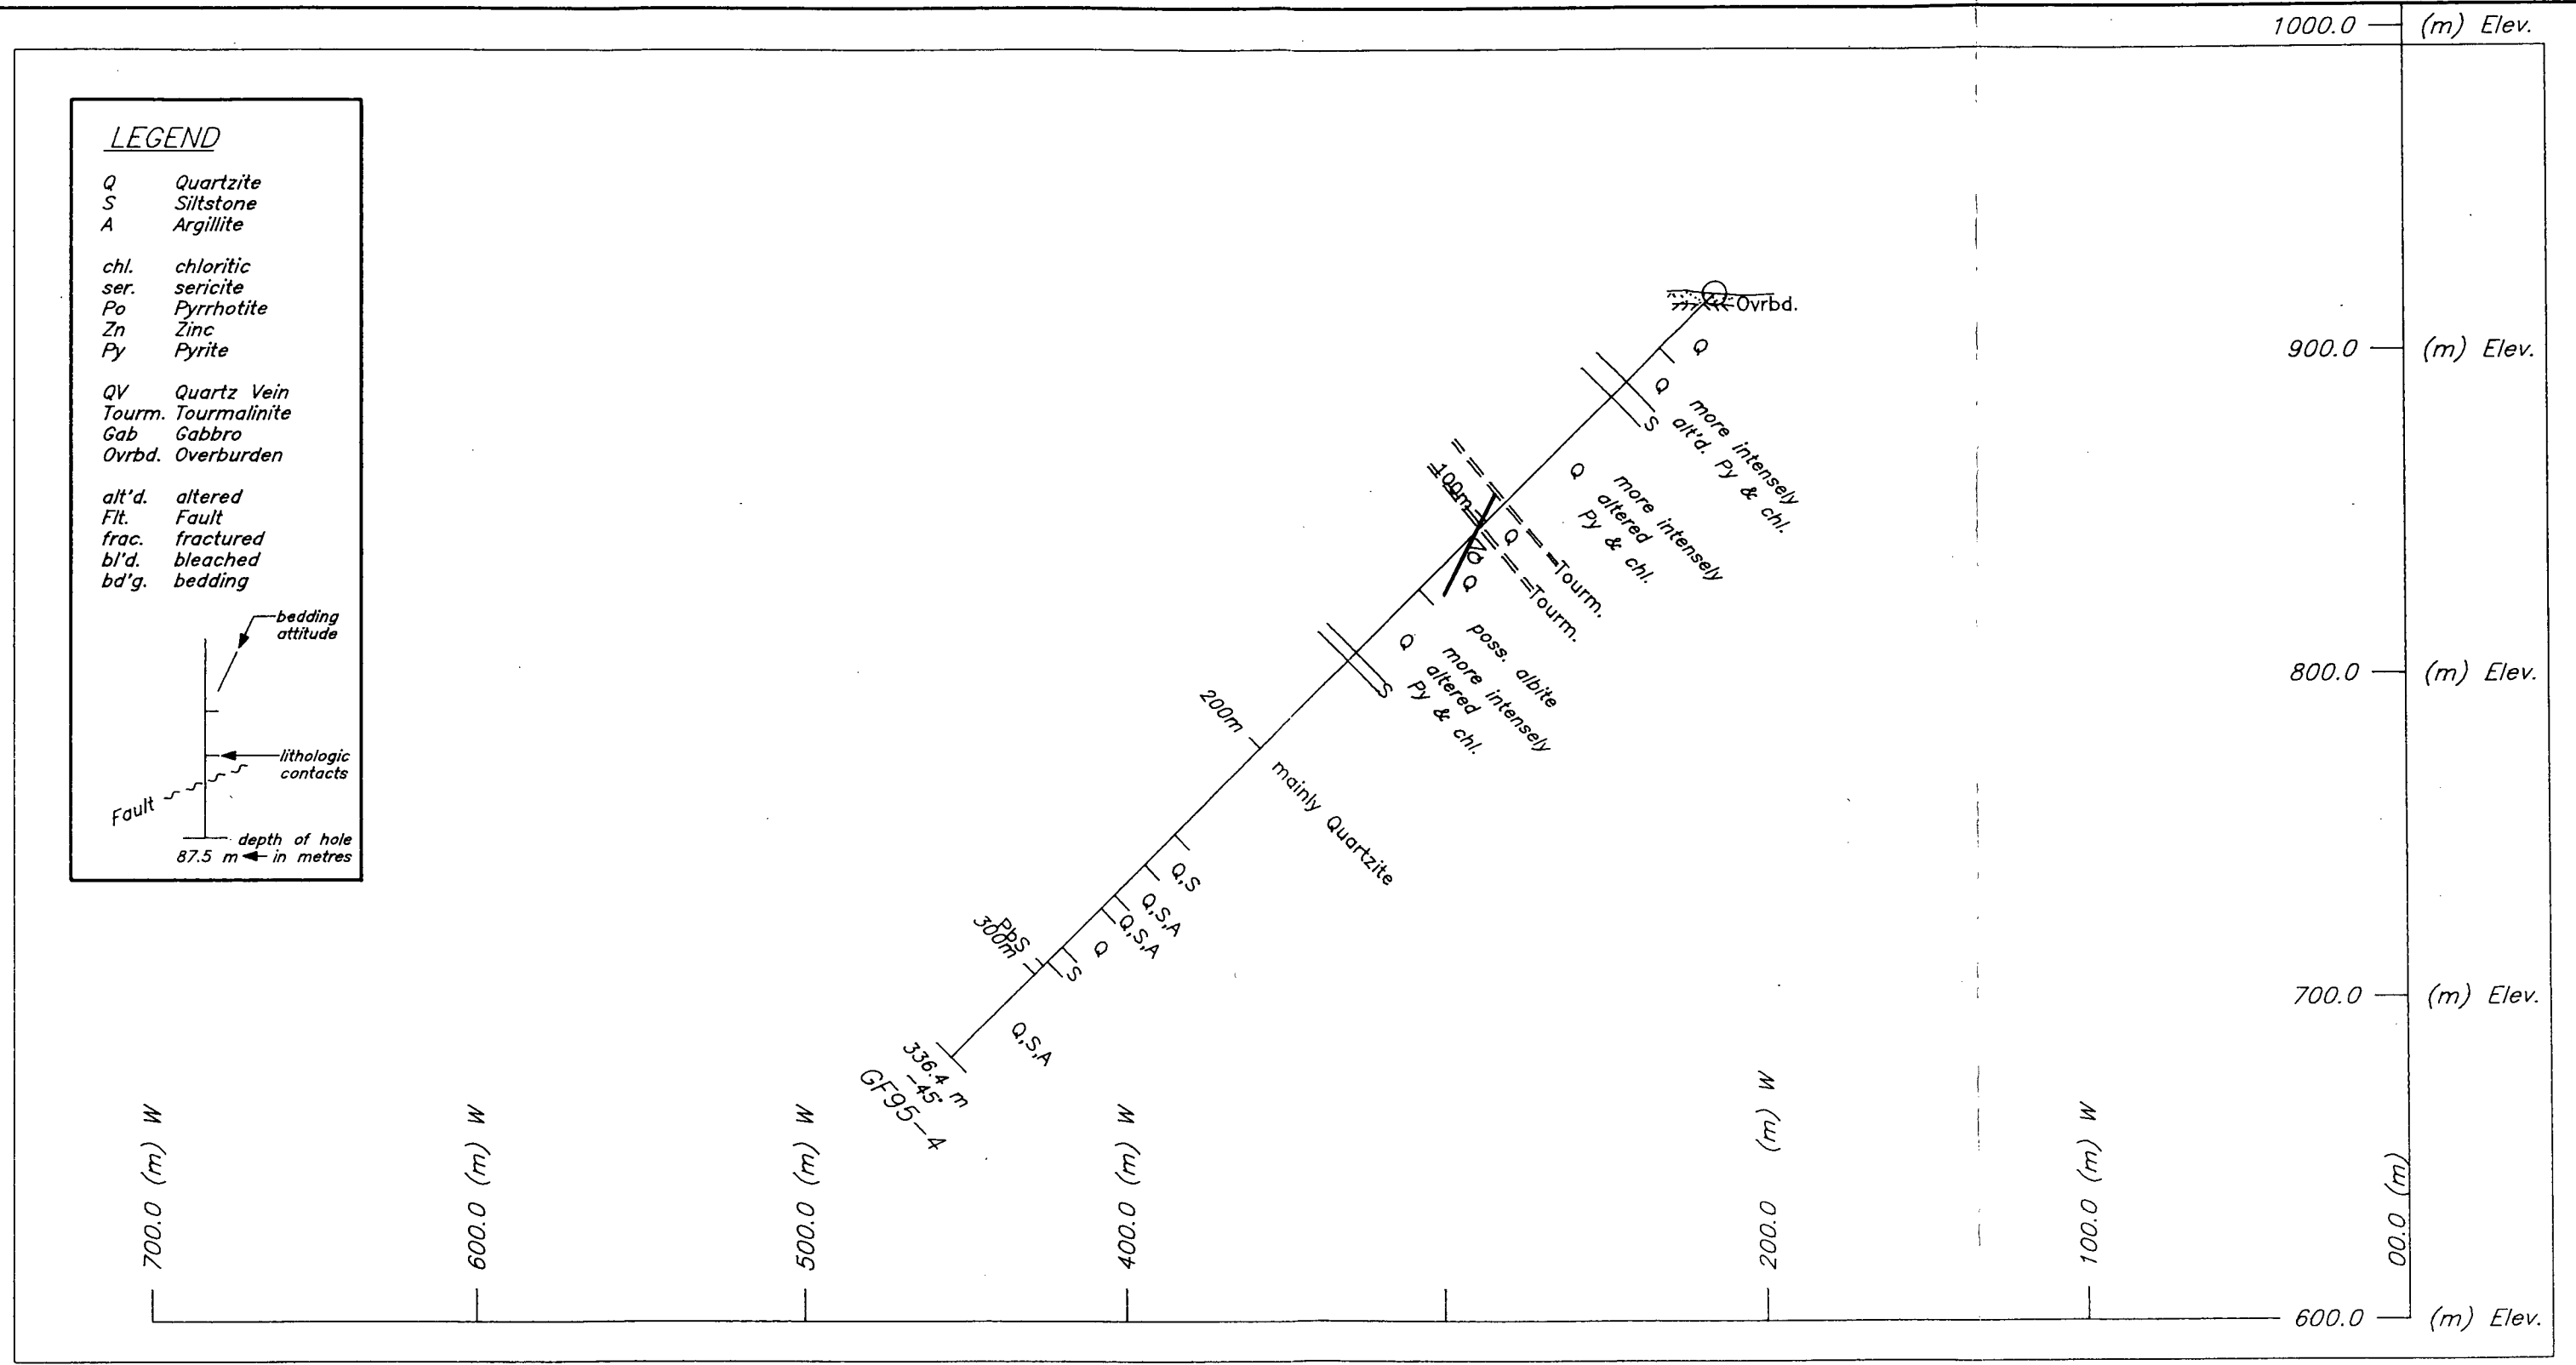 1000.0 (m) Elev.
LEGEND
Q Quartzite
S Siltstone
A Argillite
chl. chloritic
ser. sericite
Po Pyrrhotite
Zn Zinc
Py Pyrite
QV Quartz Vein
Tourm. Tourmalinite
Gab Gabbro
Ovrbd. Overburden
alt'd. altered
Flt. Fault
frac. fractured
bl'd. bleached
bd'g. bedding
bedding
attitude
lithologic
contacts
Fault
depth of hole
87.5 m in metres
Ovrbd.
Q
900.0 (m) Elev.
Q
more intensely
alt'd. Py & chl.
S
Q
more intensely
altered
Py & chl.
100m
Q
Tourm.
QV
Q
Tourm.
poss. albite
Q
more intensely
altered
Py & chl.
S
800.0 (m) Elev.
200m
mainly Quartzite
Q,S
Q,S,A
Q,S,A
Q
PbS
300m
S
700.0 (m) Elev.
Q,S,A
336.4 m
-45°
GF95-4
700.0 (m) W
600.0 (m) W
500.0 (m) W
400.0 (m) W
200.0 (m) W
100.0 (m) W
00.0 (m)
600.0 (m) Elev.